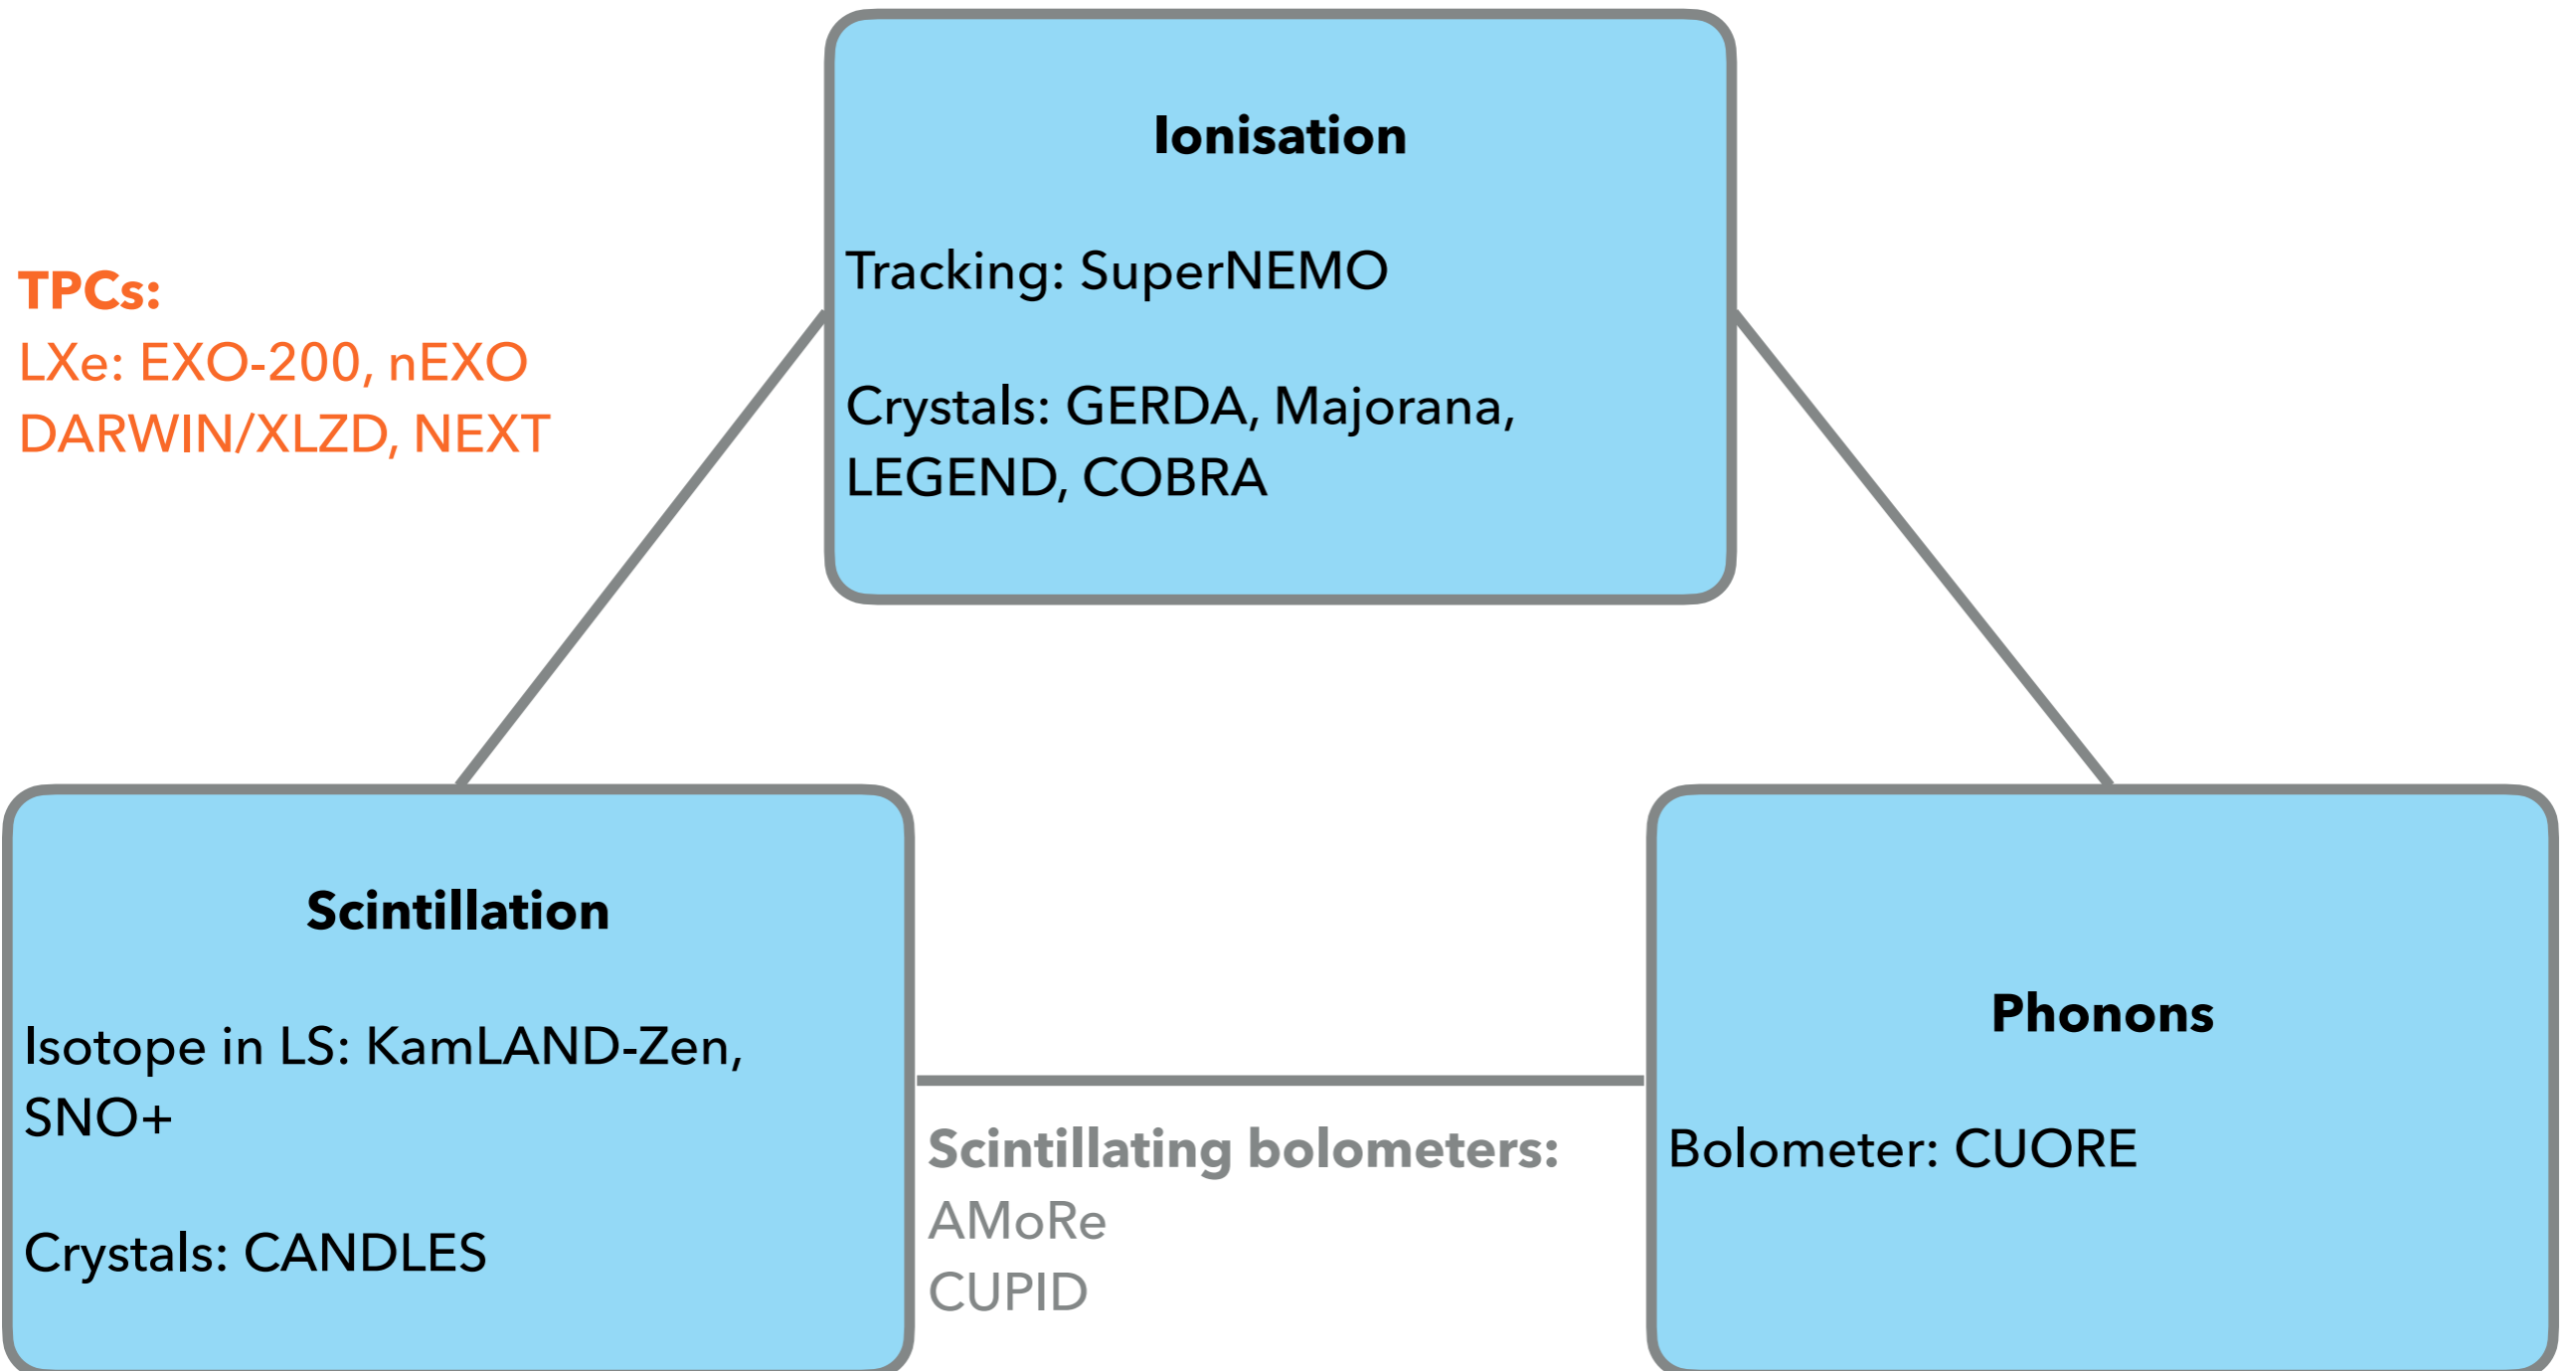 Ionisation
Tracking: SuperNEMO
Crystals: GERDA, Majorana,
LEGEND, COBRA
TPCs:
LXe: EXO-200, nEXO
DARWIN/XLZD, NEXT
Scintillation
Isotope in LS: KamLAND-Zen,
SNO+
Crystals: CANDLES
Scintillating bolometers:
AMoRe
CUPID
Phonons
Bolometer: CUORE